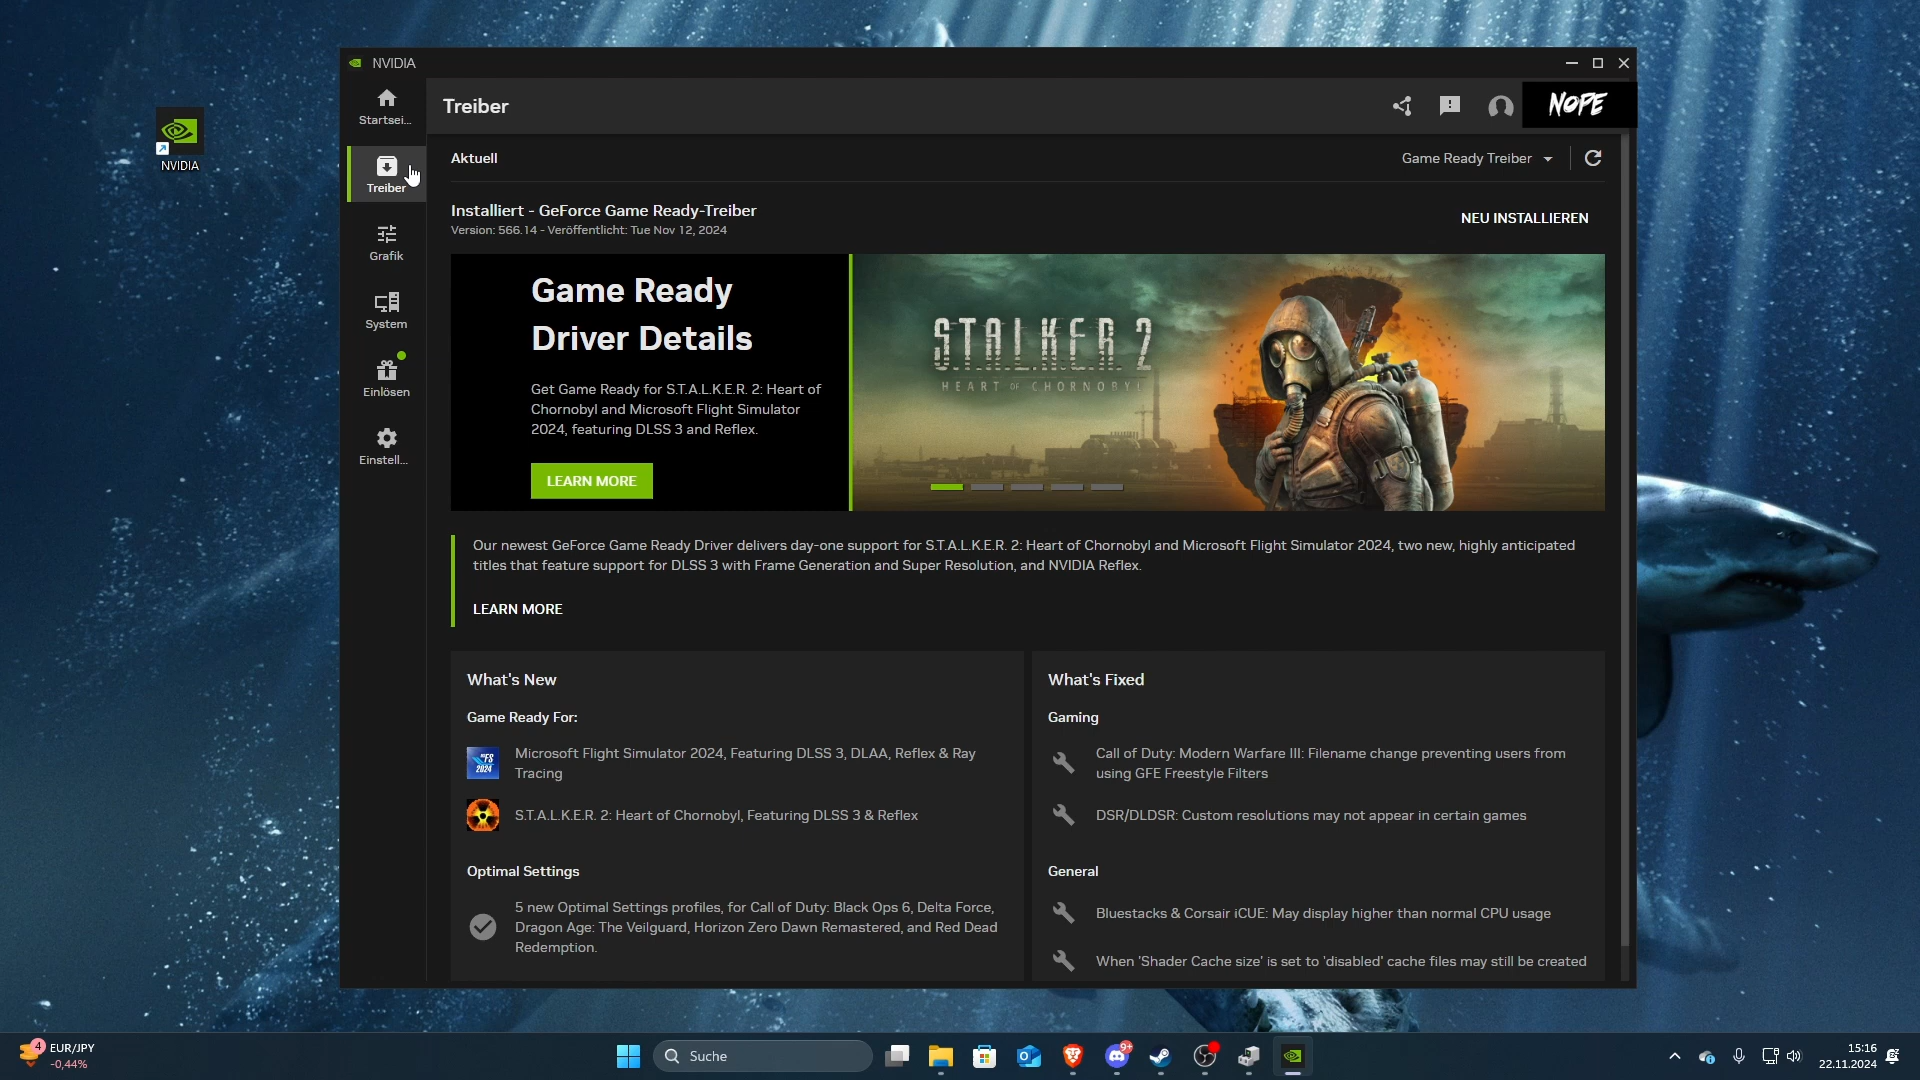 NVIDIA
NVIDIA
Startsei...
Treiber
NOPE
Treiber
Aktuell
Game Ready Treiber
Installiert - GeForce Game Ready-Treiber
Version: 566.14 - Veröffentlicht: Tue Nov 12, 2024
NEU INSTALLIEREN
Grafik
System
Einlösen
Einstell...
Game Ready
Driver Details
Get Game Ready for S.T.A.L.K.E.R. 2: Heart of
Chornobyl and Microsoft Flight Simulator
2024, featuring DLSS 3 and Reflex.
LEARN MORE
S.T.A.L.K.E.R. 2
HEART OF CHORNOBYL
Our newest GeForce Game Ready Driver delivers day-one support for S.T.A.L.K.E.R. 2: Heart of Chornobyl and Microsoft Flight Simulator 2024, two new, highly anticipated
titles that feature support for DLSS 3 with Frame Generation and Super Resolution, and NVIDIA Reflex.
LEARN MORE
What's New
Game Ready For:
FS
2024
Microsoft Flight Simulator 2024, Featuring DLSS 3, DLAA, Reflex & Ray
Tracing
S.T.A.L.K.E.R. 2: Heart of Chornobyl, Featuring DLSS 3 & Reflex
Optimal Settings
5 new Optimal Settings profiles, for Call of Duty: Black Ops 6, Delta Force,
Dragon Age: The Veilguard, Horizon Zero Dawn Remastered, and Red Dead
Redemption.
What's Fixed
Gaming
Call of Duty: Modern Warfare III: Filename change preventing users from
using GFE Freestyle Filters
DSR/DLDSR: Custom resolutions may not appear in certain games
General
Bluestacks & Corsair iCUE: May display higher than normal CPU usage
When 'Shader Cache size' is set to 'disabled' cache files may still be created
4
EUR/JPY
-0,44%
Suche
9+
15:16
22.11.2024